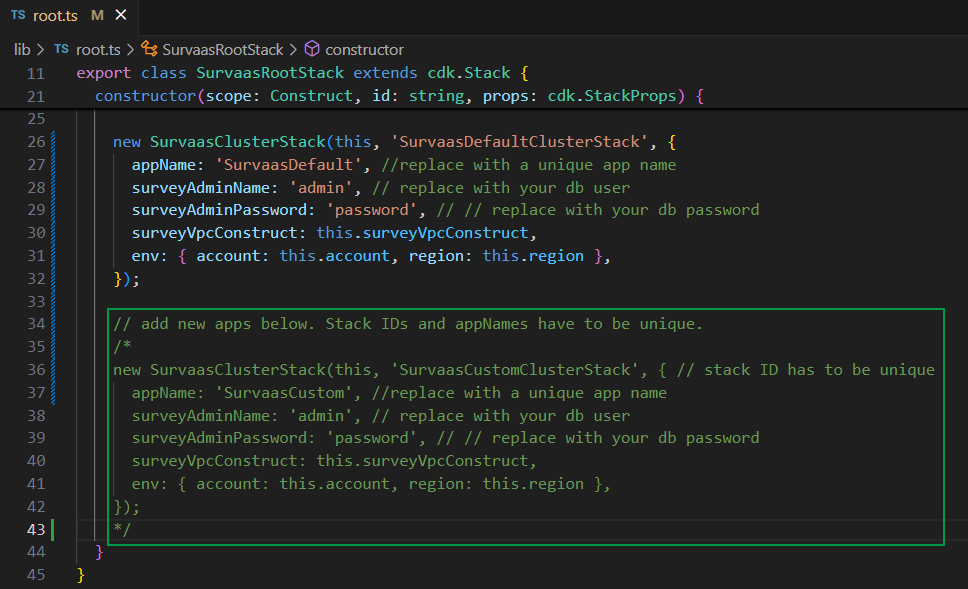 TS root.ts M ×
lib > TS root.ts > SurvaasRootStack > constructor
11 export class SurvaasRootStack extends cdk.Stack {
21 constructor(scope: Construct, id: string, props: cdk.StackProps) {
25
26 new SurvaasClusterStack(this, 'SurvaasDefaultClusterStack', {
27 appName: 'SurvaasDefault', //replace with a unique app name
28 surveyAdminName: 'admin', // replace with your db user
29 surveyAdminPassword: 'password', // // replace with your db password
30 surveyVpcConstruct: this.surveyVpcConstruct,
31 env: { account: this.account, region: this.region },
32 });
33
34 // add new apps below. Stack IDs and appNames have to be unique.
35 /*
36 new SurvaasClusterStack(this, 'SurvaasCustomClusterStack', { // stack ID has to be unique
37 appName: 'SurvaasCustom', //replace with a unique app name
38 surveyAdminName: 'admin', // replace with your db user
39 surveyAdminPassword: 'password', // // replace with your db password
40 surveyVpcConstruct: this.surveyVpcConstruct,
41 env: { account: this.account, region: this.region },
42 });
43 */
44 }
45 }